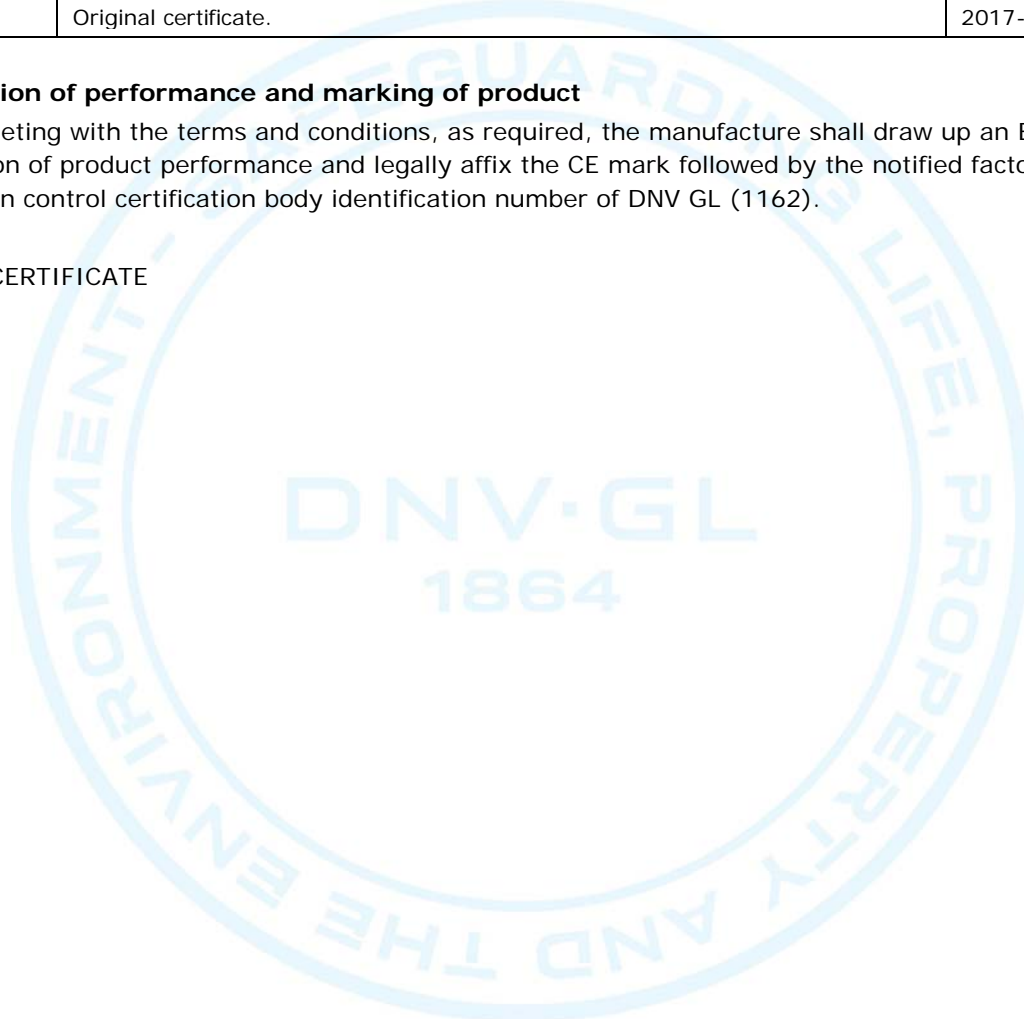 Original certificate. 2017-
ion of performance and marking of product
eting with the terms and conditions, as required, the manufacture shall draw up an E
on of product performance and legally affix the CE mark followed by the notified facto
n control certification body identification number of DNV GL (1162).
CERTIFICATE
SAFEGUARDING LIFE, PROPERTY AND THE ENVIRONMENT -
DNV·GL
1864